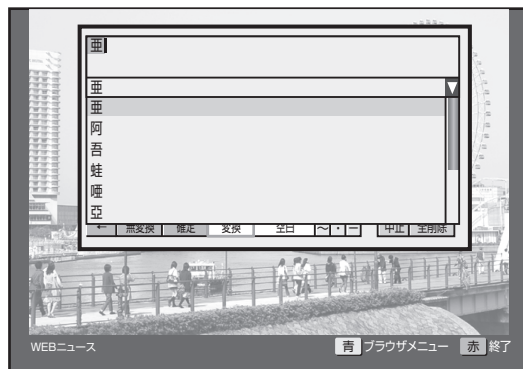 亜
亜
亜
阿
吾
蛙
唖
亞
← 無変換 確定 変換 空白 ～ ・ ー 中止 全削除
WEBニュース 青 ブラウザメニュー 赤 終了